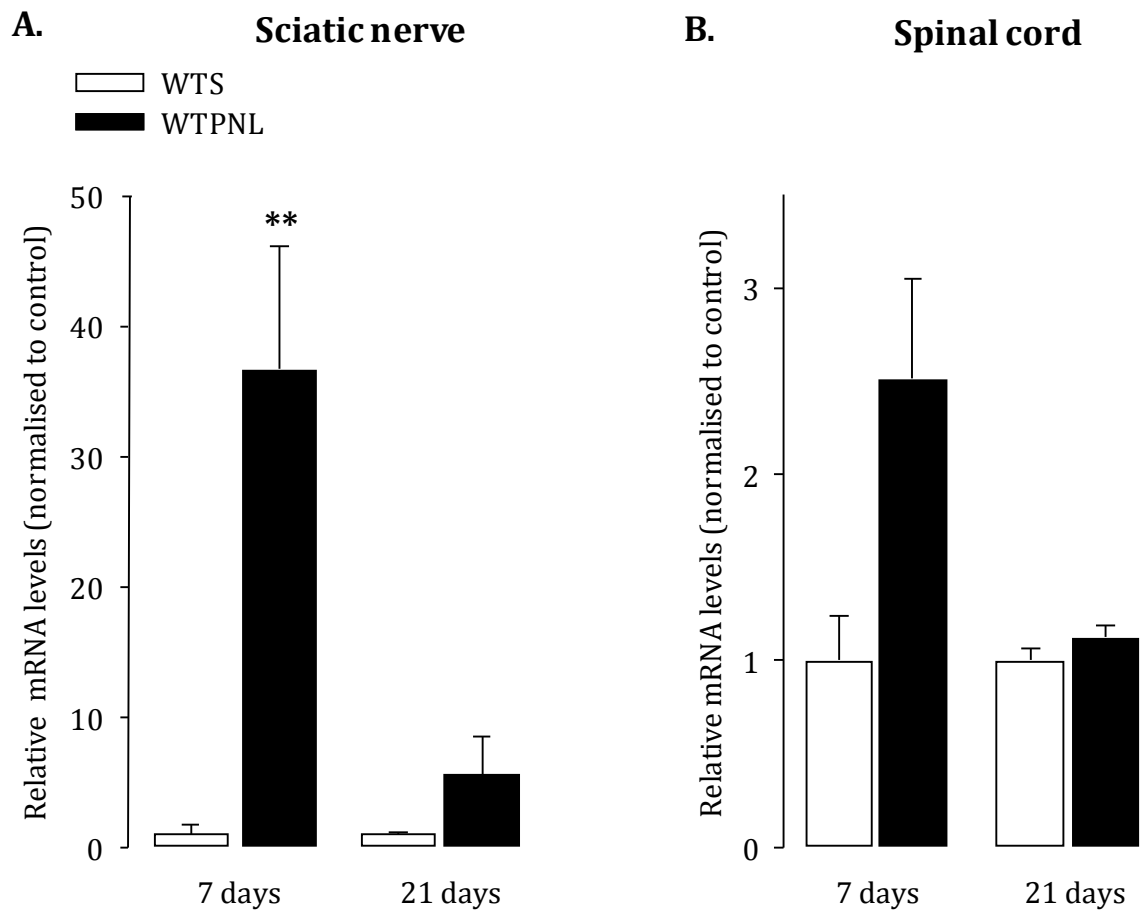 A.
Sciatic nerve
WTS
WTPNL
Relative mRNA levels (normalised to control)
50
40
30
20
10
0
**
7 days
21 days
B.
Spinal cord
Relative mRNA levels (normalised to control)
3
2
1
0
7 days
21 days